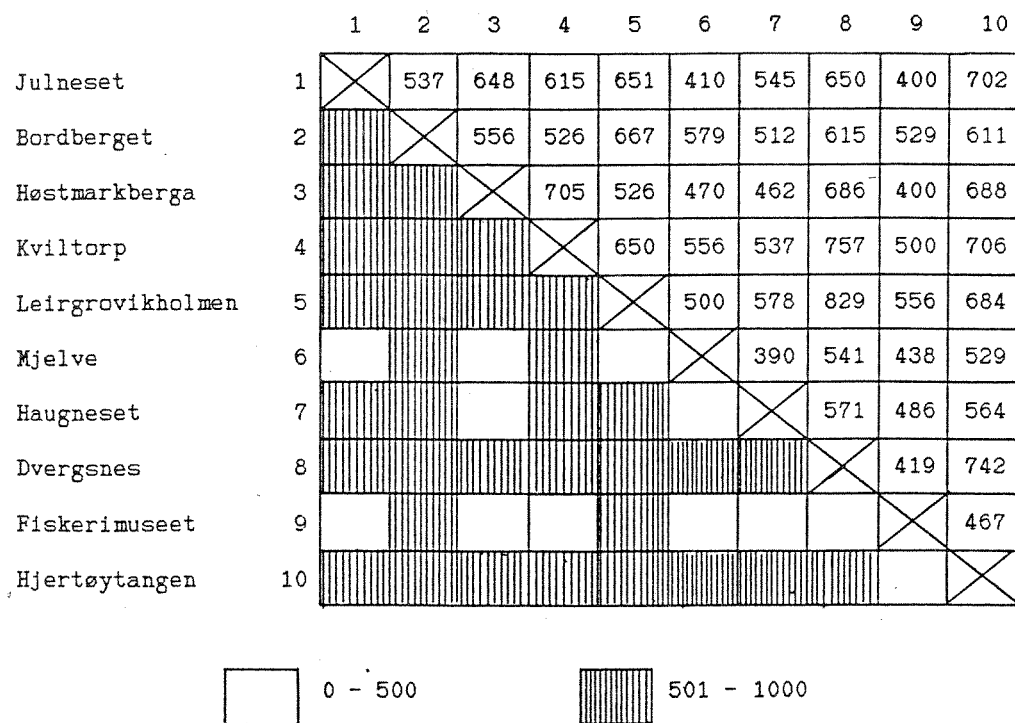 1 2 3 4 5 6 7 8 9 10
Julneset 1 537 648 615 651 410 545 650 400 702
Bordberget 2 556 526 667 579 512 615 529 611
Høstmarkberga 3 705 526 470 462 686 400 688
Kviltorp 4 650 556 537 757 500 706
Leirgrovikholmen 5 500 578 829 556 684
Mjelve 6 390 541 438 529
Haugneset 7 571 486 564
Dvergsnes 8 419 742
Fiskerimuseet 9 467
Hjertøytangen 10
0 - 500 501 - 1000